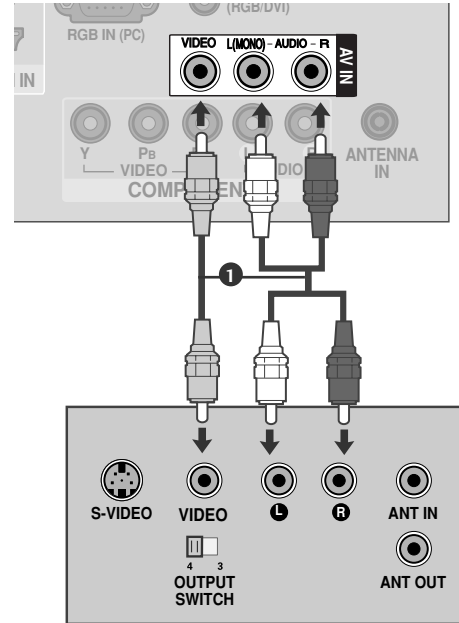 (RGB/DVI)
RGB IN (PC)
IN
VIDEO L(MONO) - AUDIO - R
AV IN
Y PB
VIDEO
ANTENNA
IN
1
S-VIDEO
VIDEO
L
R
ANT IN
4 3
OUTPUT
SWITCH
ANT OUT